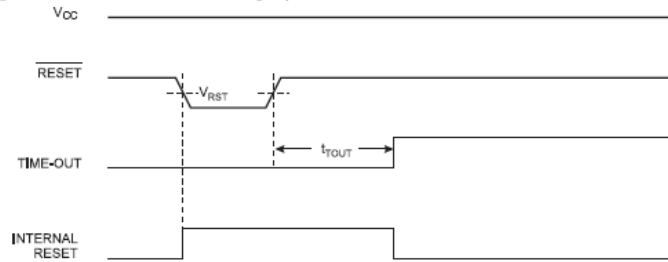 VCC
RESET
VRST
tTOUT
TIME-OUT
INTERNAL
RESET